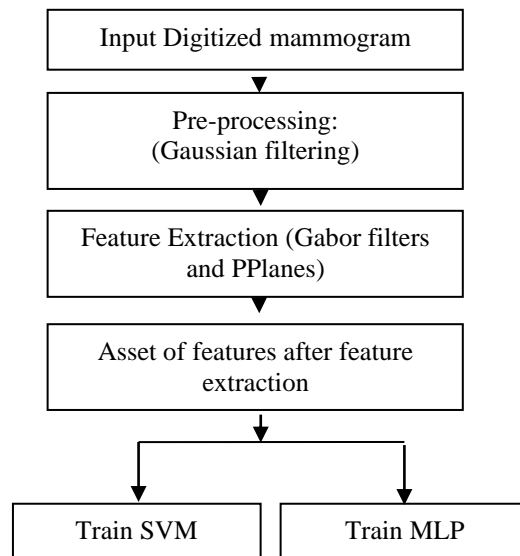 Input Digitized mammogram
Pre-processing:
(Gaussian filtering)
Feature Extraction (Gabor filters
and PPlanes)
Asset of features after feature
extraction
Train SVM
Train MLP